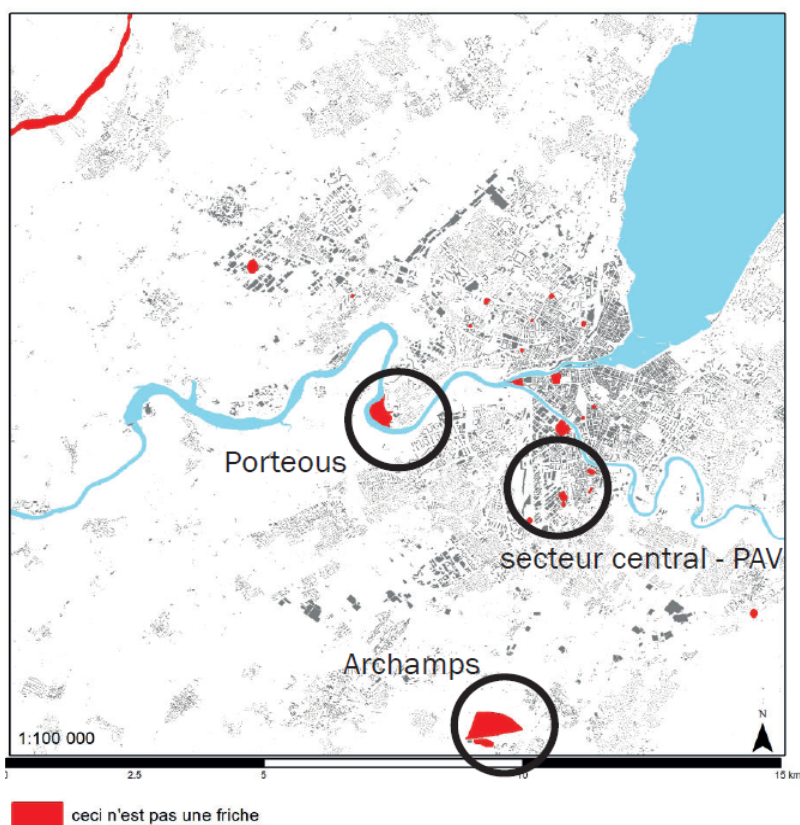 Porteous
secteur central - PAV
Archamps
N
1:100 000
0 2.5 5 10 15 km
ceci n'est pas une friche